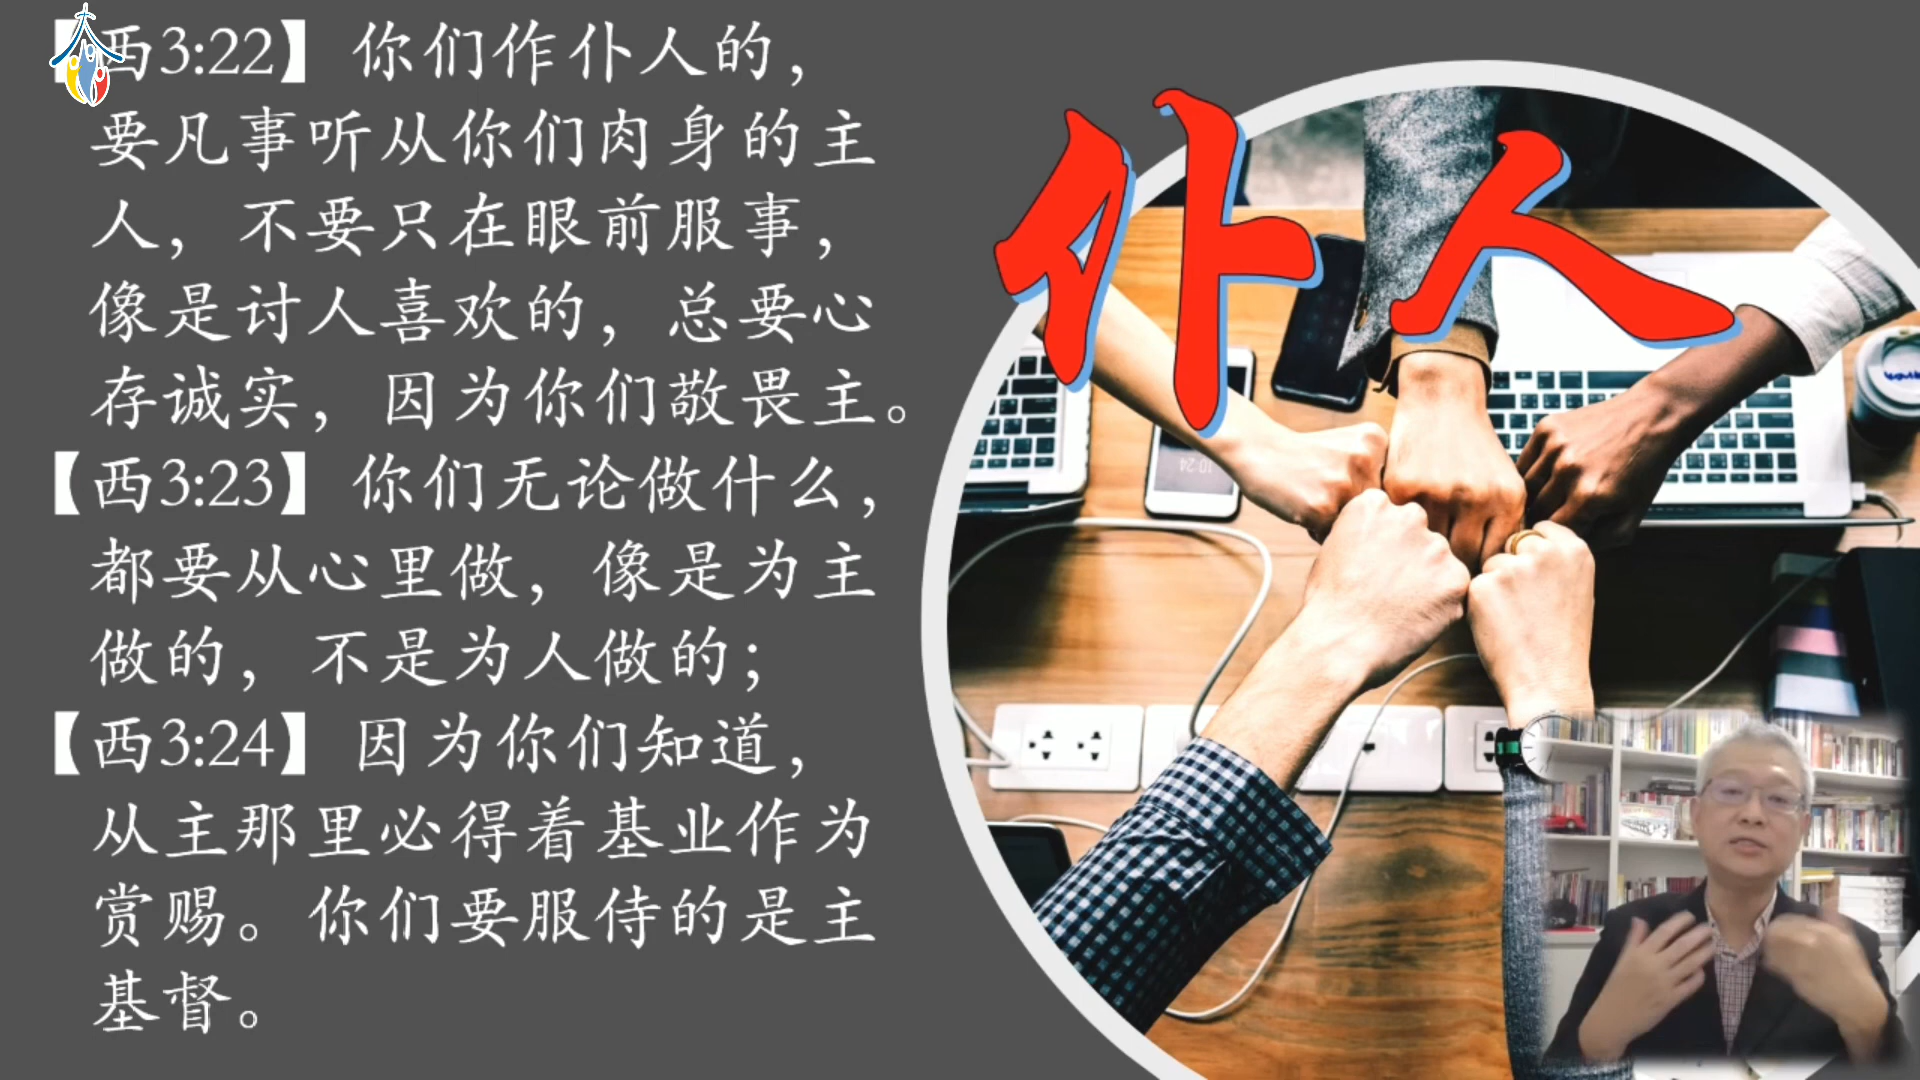 【西3:22】 你们作仆人的，
要凡事听从你们肉身的主
人，不要只在眼前服事，
像是讨人喜欢的，总要心
存诚实，因为你们敬畏主。
【西3:23】 你们无论做什么，
都要从心里做，像是为主
做的，不是为人做的；
【西3:24】 因为你们知道，
从主那里必得着基业作为
赏赐。你们要服侍的是主
基督。
仆人
10:24